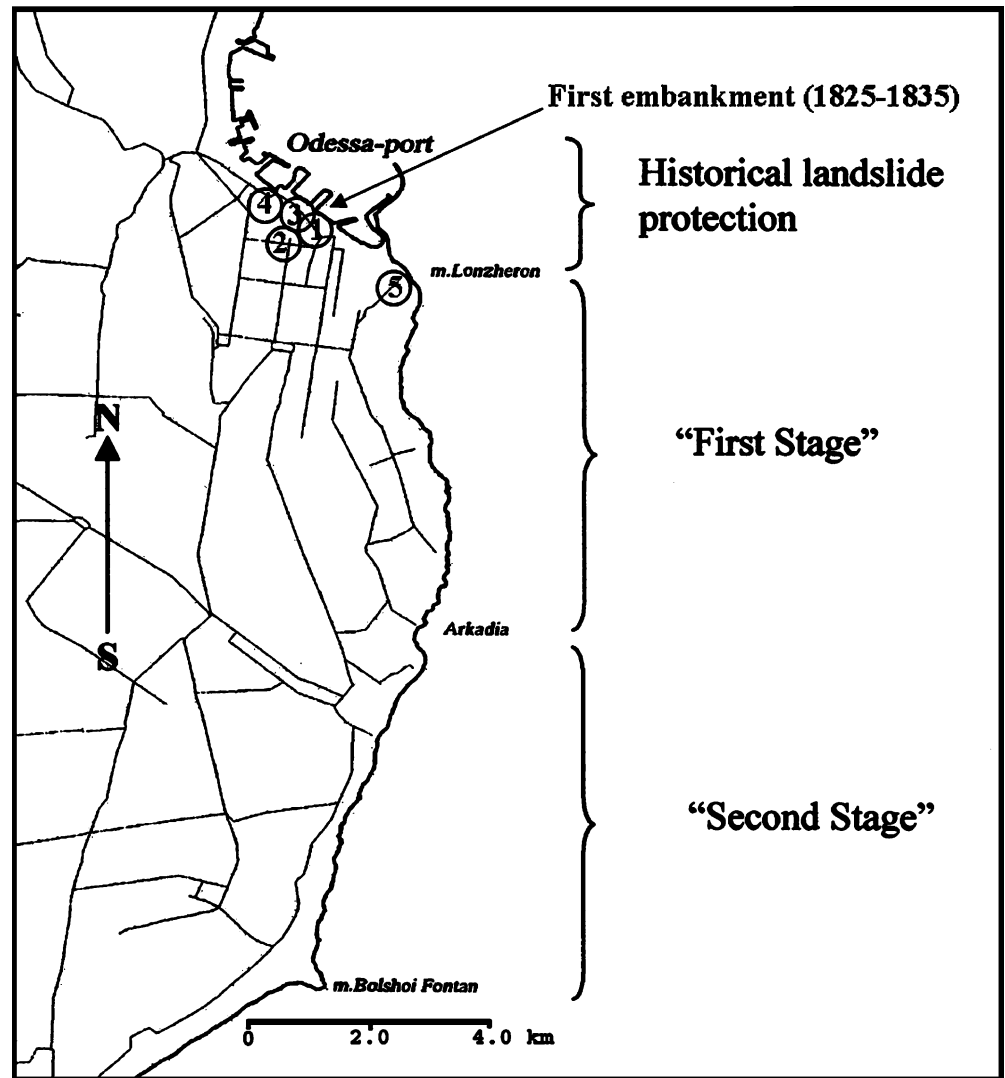 First embankment (1825-1835)
Odessa-port
Historical landslide
protection
4
3
1
2
m.Lonzheron
5
N
“First Stage”
Arkadia
S
“Second Stage”
m.Bolshoi Fontan
0 2.0 4.0 km